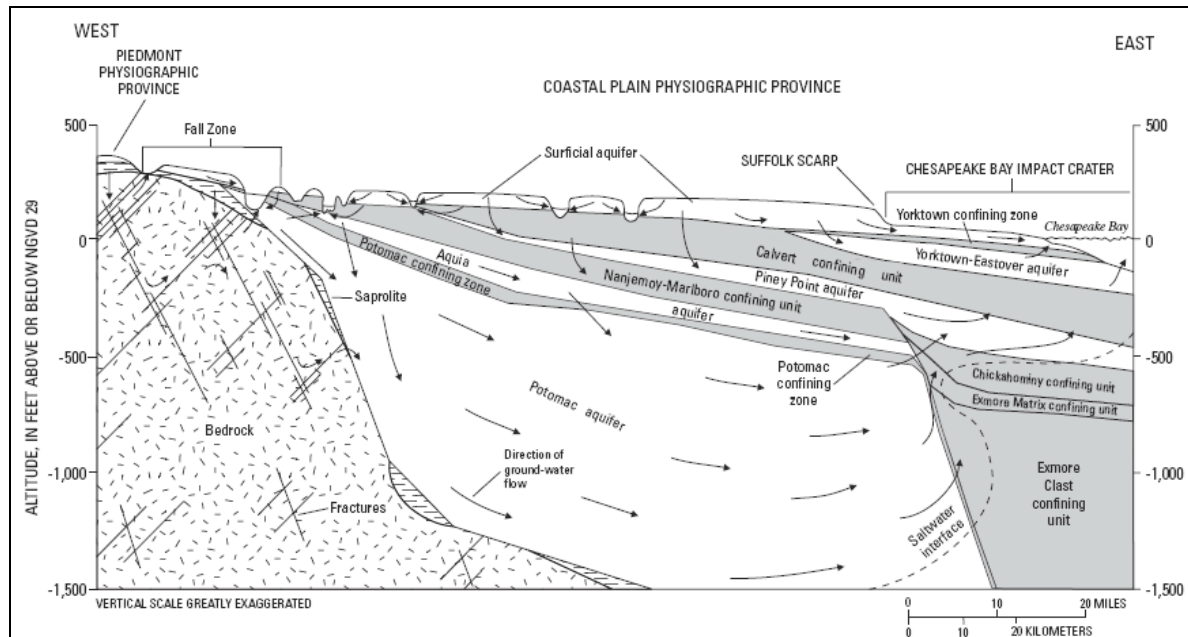 WEST
EAST
PIEDMONT
PHYSIOGRAPHIC
PROVINCE
COASTAL PLAIN PHYSIOGRAPHIC PROVINCE
500
500
Fall Zone
Surficial aquifer
SUFFOLK SCARP
CHESAPEAKE BAY IMPACT CRATER
Yorktown confining zone
Chesapeake Bay
0
0
Yorktown-Eastover aquifer
Calvert confining unit
Potomac confining zone
Aquia
Piney Point aquifer
Nanjemoy-Marlboro confining unit
aquifer
Saprolite
-500
-500
Potomac
confining
zone
Chickahominy confining unit
Exmore Matrix confining unit
Potomac aquifer
Bedrock
Direction of
ground-water
flow
-1,000
-1,000
Exmore
Clast
confining
unit
Fractures
Saltwater
interface
-1,500
-1,500
ALTITUDE, IN FEET ABOVE OR BELOW NGVD 29
VERTICAL SCALE GREATLY EXAGGERATED
0 10 20 MILES
0 10 20 KILOMETERS